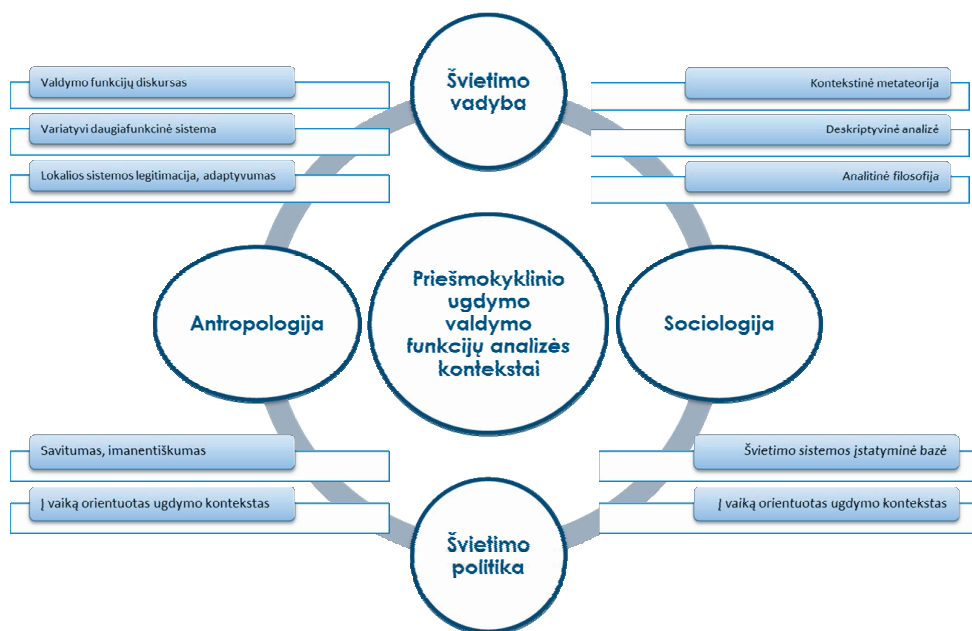 Švietimo
vadyba
Valdymo funkcijų diskursas
Variatyvi daugiafunkcinė sistema
Lokalios sistemos legitimacija, adaptyvumas
Kontekstinė metateorija
Deskriptyvinė analizė
Analitinė filosofija
Antropologija
Priešmokyklinio
ugdymo
valdymo
funkcijų analizės
kontekstai
Sociologija
Savitumas, imanentiškumas
Į vaiką orientuotas ugdymo kontekstas
Švietimo sistemos įstatyminė bazė
Į vaiką orientuotas ugdymo kontekstas
Švietimo
politika